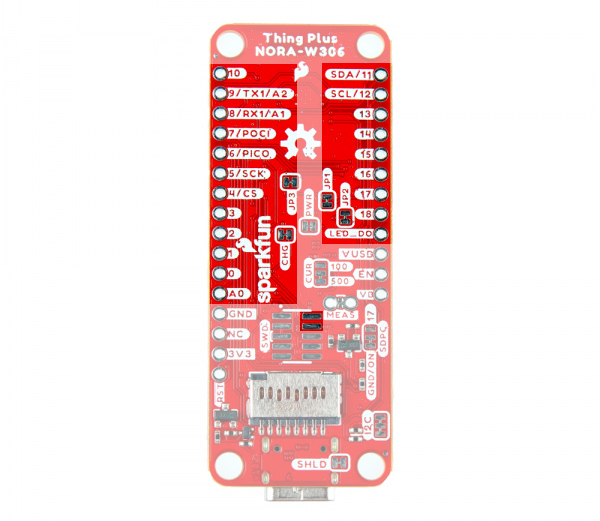 Thing Plus
NORA-W306
10
9/TX1/A2
8/RX1/A1
7/POCI
6/PICO
5/SCK
4/CS
3
2
1
0
A0
GND
NC
3V3
RST
SDA/11
SCL/12
13
14
15
16
17
18
LED_DO
VUSB
EN
VB
JP1
JP2
JP3
PWR
CHG
sparkfun
CUR
100
500
MEAS
SWD
17
SDPC
GND/ON
I2C
SHLD